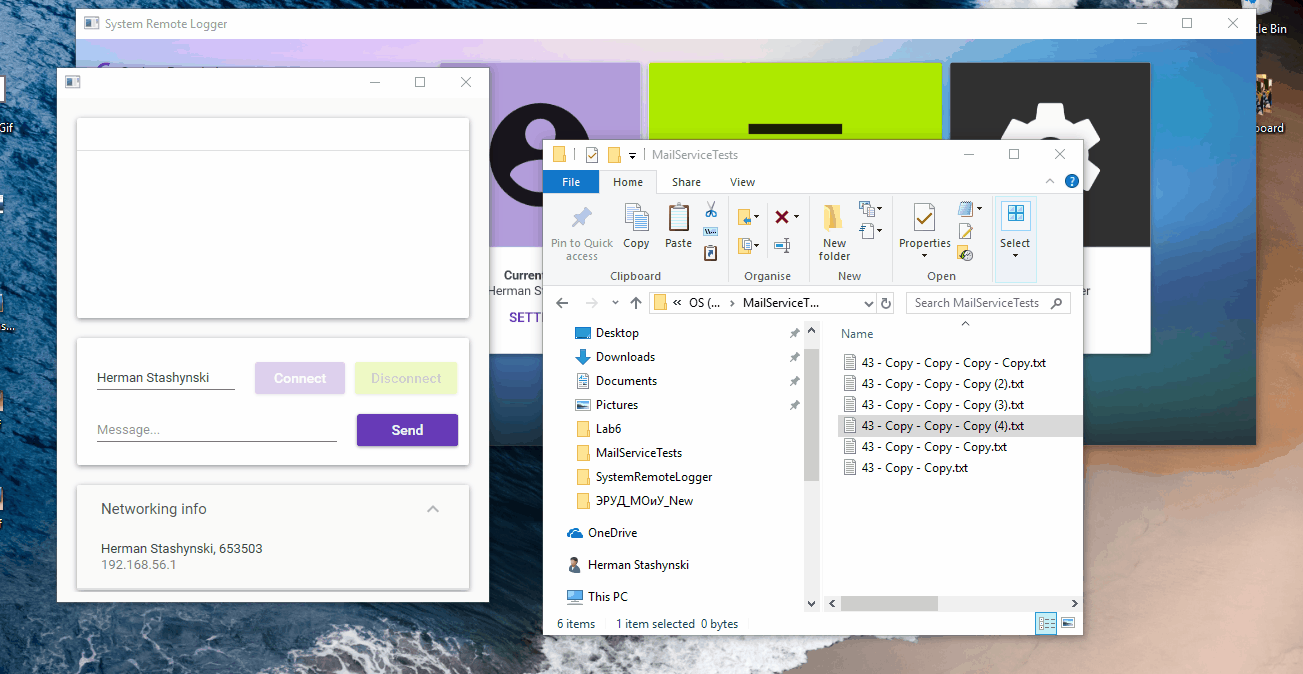 System Remote Logger
cle Bin
Gif
board
s...
Current
Herman S
SETTI
er
Herman Stashynski
Connect
Disconnect
Message...
Send
Networking info
Herman Stashynski, 653503
192.168.56.1
MailServiceTests
File
Home
Share
View
Pin to Quick
access
Copy
Paste
Clipboard
Organise
New
folder
New
Properties
Open
Select
« OS (... › MailServiceT...
Search MailServiceTests
Desktop
Downloads
Documents
Pictures
Lab6
MailServiceTests
SystemRemoteLogger
ЭРУД_МОиУ_New
OneDrive
Herman Stashynski
This PC
Name
43 - Copy - Copy - Copy - Copy.txt
43 - Copy - Copy - Copy (2).txt
43 - Copy - Copy - Copy (3).txt
43 - Copy - Copy - Copy (4).txt
43 - Copy - Copy - Copy.txt
43 - Copy - Copy.txt
6 items
1 item selected 0 bytes